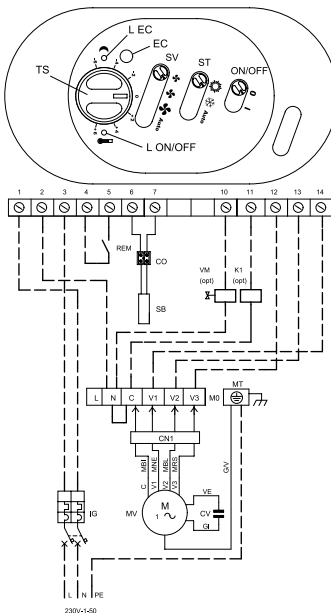 L EC
EC
TS
SV
ST
ON/OFF
Auto
Auto
0
I
L ON/OFF
1 2 3 4 5 6 7 10 11 12 13 14
REM
CO
SB
VM
(opt)
K1
(opt)
L N C V1 V2 V3 M0 MT
CN1
MBI MNE MBL MRS
C V1 V2 V3
G/V
IG
MV
M
1
VE
CV
GI
L N PE
230V-1-50